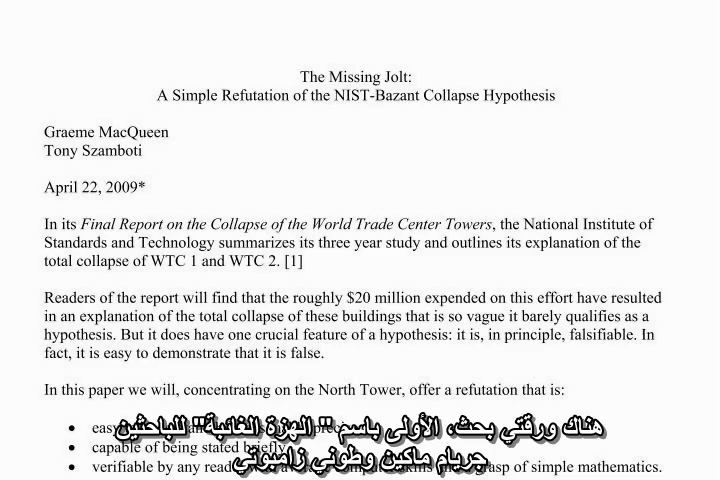 The Missing Jolt:
A Simple Refutation of the NIST-Bazant Collapse Hypothesis
Graeme MacQueen
Tony Szamboti
April 22, 2009*
In its Final Report on the Collapse of the World Trade Center Towers, the National Institute of
Standards and Technology summarizes its three year study and outlines its explanation of the
total collapse of WTC 1 and WTC 2. [1]
Readers of the report will find that the roughly $20 million expended on this effort have resulted
in an explanation of the total collapse of these buildings that is so vague it barely qualifies as a
hypothesis. But it does have one crucial feature of a hypothesis: it is, in principle, falsifiable. In
fact, it is easy to demonstrate that it is false.
In this paper we will, concentrating on the North Tower, offer a refutation that is:
• easy
هناك ورقتي بحث، الأولى باسم " الهزة الغائبة" للباحثين
• capable of being stated briefly
جريام ماكين وطوني زامبوتي
• verifiable by any grasp of simple mathematics.